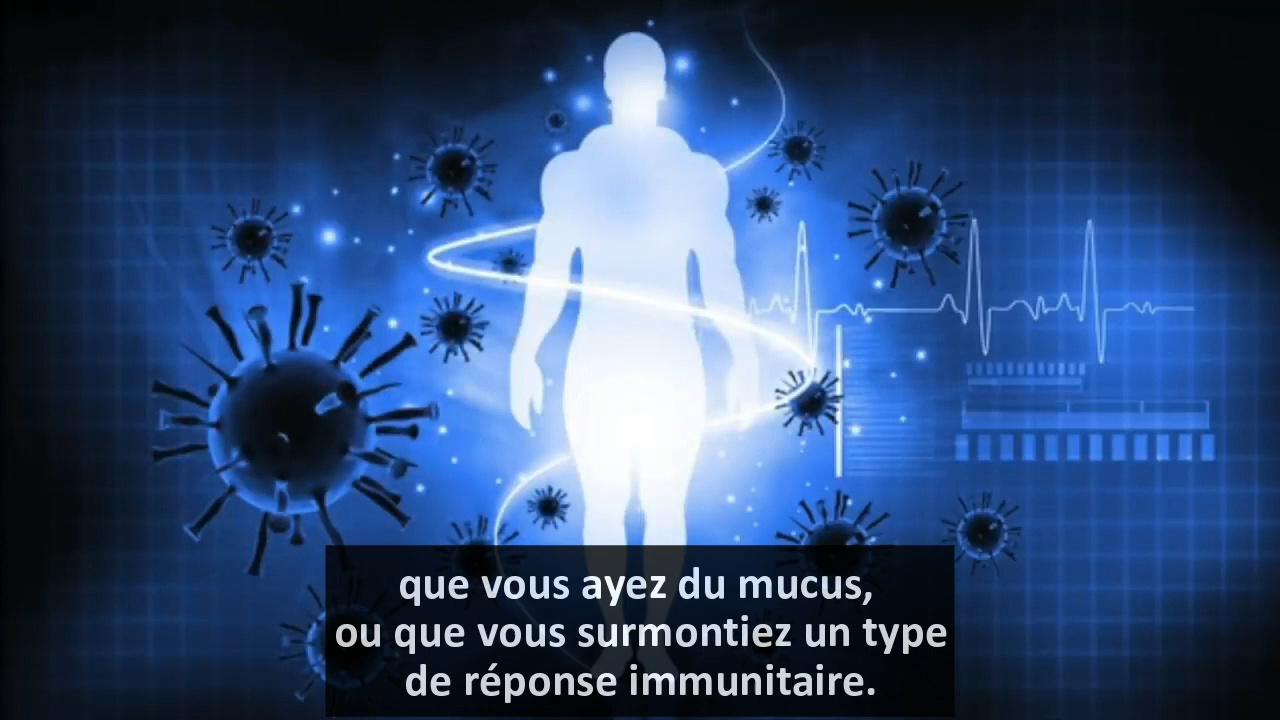 que vous ayez du mucus,
ou que vous surmontiez un type
de réponse immunitaire.